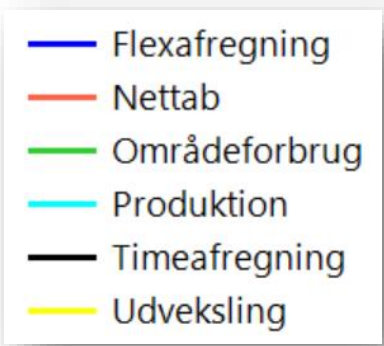 Flexafregning
Nettab
Områdeforbrug
Produktion
Timeafregning
Udveksling